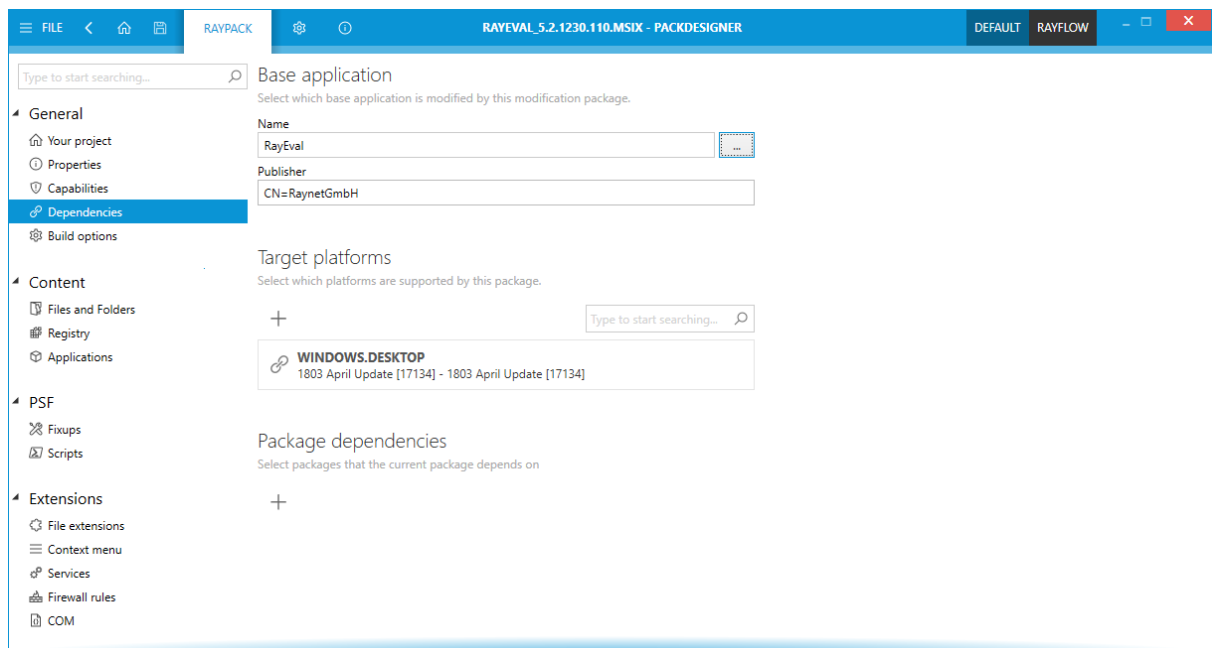 FILE
RAYPACK
RAYEVAL_5.2.1230.110.MSIX - PACKDESIGNER
DEFAULT
RAYFLOW
Type to start searching...
General
Your project
Properties
Capabilities
Dependencies
Build options
Content
Files and Folders
Registry
Applications
PSF
Fixups
Scripts
Extensions
File extensions
Context menu
Services
Firewall rules
COM
Base application
Select which base application is modified by this modification package.
Name
RayEval
...
Publisher
CN=RaynetGmbH
Target platforms
Select which platforms are supported by this package.
Type to start searching...
WINDOWS.DESKTOP
1803 April Update [17134] - 1803 April Update [17134]
Package dependencies
Select packages that the current package depends on